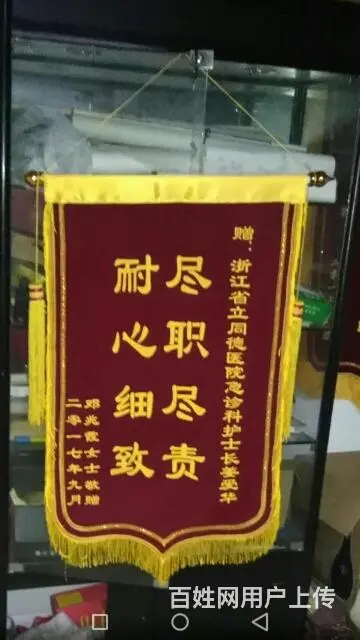 赠：浙江省立同德医院急诊科护士长姜爱华
尽职尽责
耐心细致
邓兆霞女士敬赠
二零一七年九月
百姓网用户上传